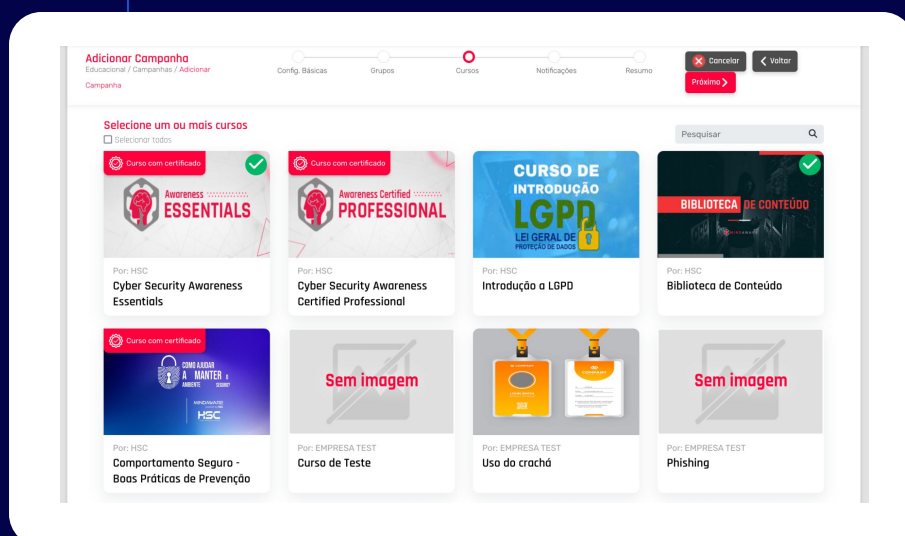 Adicionar Campanha
Educacional / Campanhas / Adicionar
Campanha
Config. Básicas
Grupos
Cursos
Notificações
Resumo
Cancelar
Voltar
Próximo
Selecione um ou mais cursos
Selecionar todos
Pesquisar
Curso com certificado
Awareness
ESSENTIALS
Por: HSC
Cyber Security Awareness
Essentials
Curso com certificado
Awareness Certified
PROFESSIONAL
Por: HSC
Cyber Security Awareness
Certified Professional
CURSO DE
INTRODUÇÃO
LGPD
LEI GERAL DE
PROTEÇÃO DE DADOS
Por: HSC
Introdução a LGPD
BIBLIOTECA DE CONTEÚDO
MINDAWARE
Por: HSC
Biblioteca de Conteúdo
Curso com certificado
COMO AJUDAR
A MANTER O
AMBIENTE SEGURO?
MINDAWARE
HSC
Por: HSC
Comportamento Seguro -
Boas Práticas de Prevenção
Sem imagem
Por: EMPRESA TEST
Curso de Teste
Por: EMPRESA TEST
Uso do crachá
Sem imagem
Por: EMPRESA TEST
Phishing